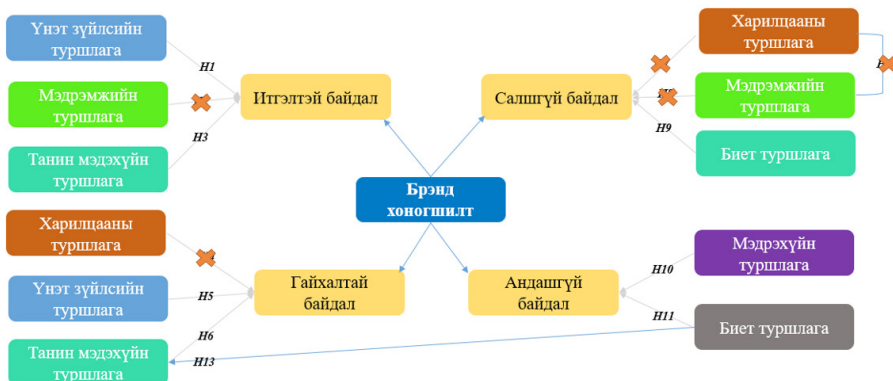 Үнэт зүйлсийн
туршлага
H1
Мэдрэмжийн
туршлага
Итгэлтэй байдал
H3
Танин мэдэхүйн
туршлага
Харилцааны
туршлага
Салшгүй байдал
Мэдрэмжийн
туршлага
H9
Биет туршлага
Брэнд
хоногшилт
Харилцааны
туршлага
Гайхалтай
байдал
Үнэт зүйлсийн
туршлага
H5
H6
Танин мэдэхүйн
туршлага
H13
Андашгүй
байдал
H10
Мэдрэхүйн
туршлага
H11
Биет туршлага